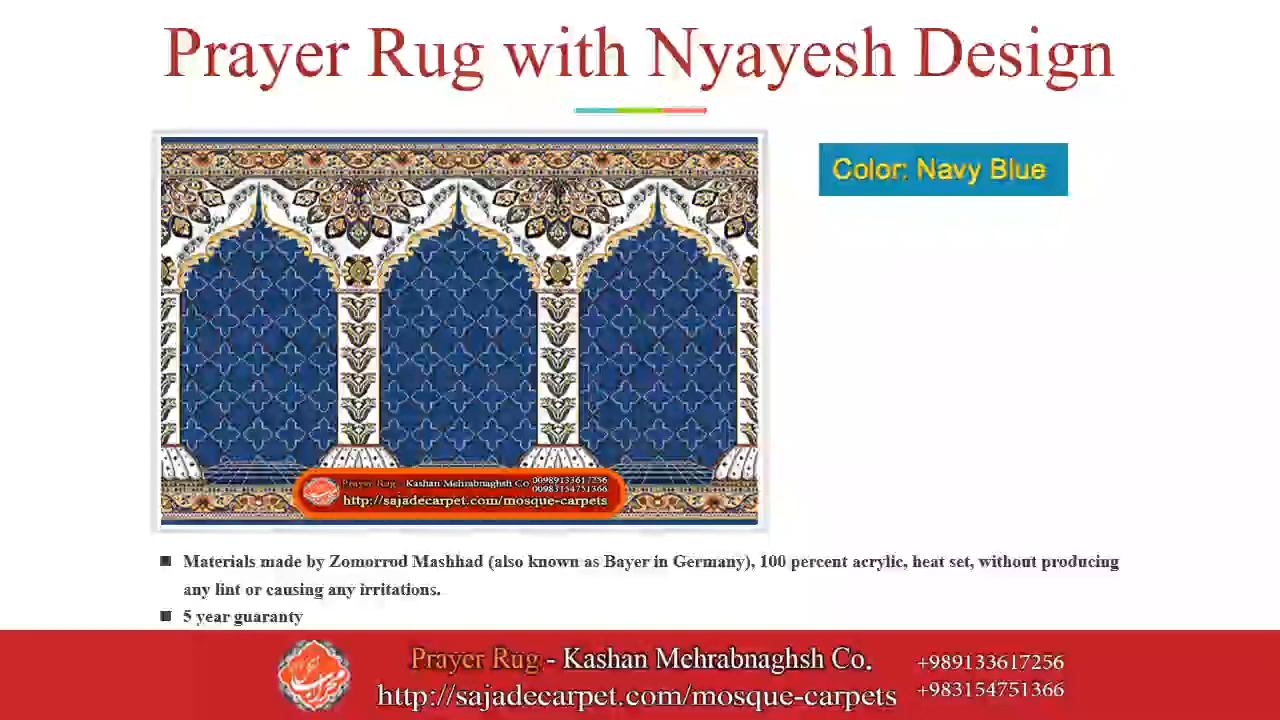 Prayer Rug with Nyayesh Design
Color: Navy Blue
Prayer Rug - Kashan Mehrabnaghsh Co
00989133617256
00983154751366
http://sajadecarpet.com/mosque-carpets
Materials made by Zomorrod Mashhad (also known as Bayer in Germany), 100 percent acrylic, heat set, without producing
any lint or causing any irritations.
5 year guaranty
Prayer Rug - Kashan Mehrabnaghsh Co.
+989133617256
http://sajadecarpet.com/mosque-carpets
+983154751366